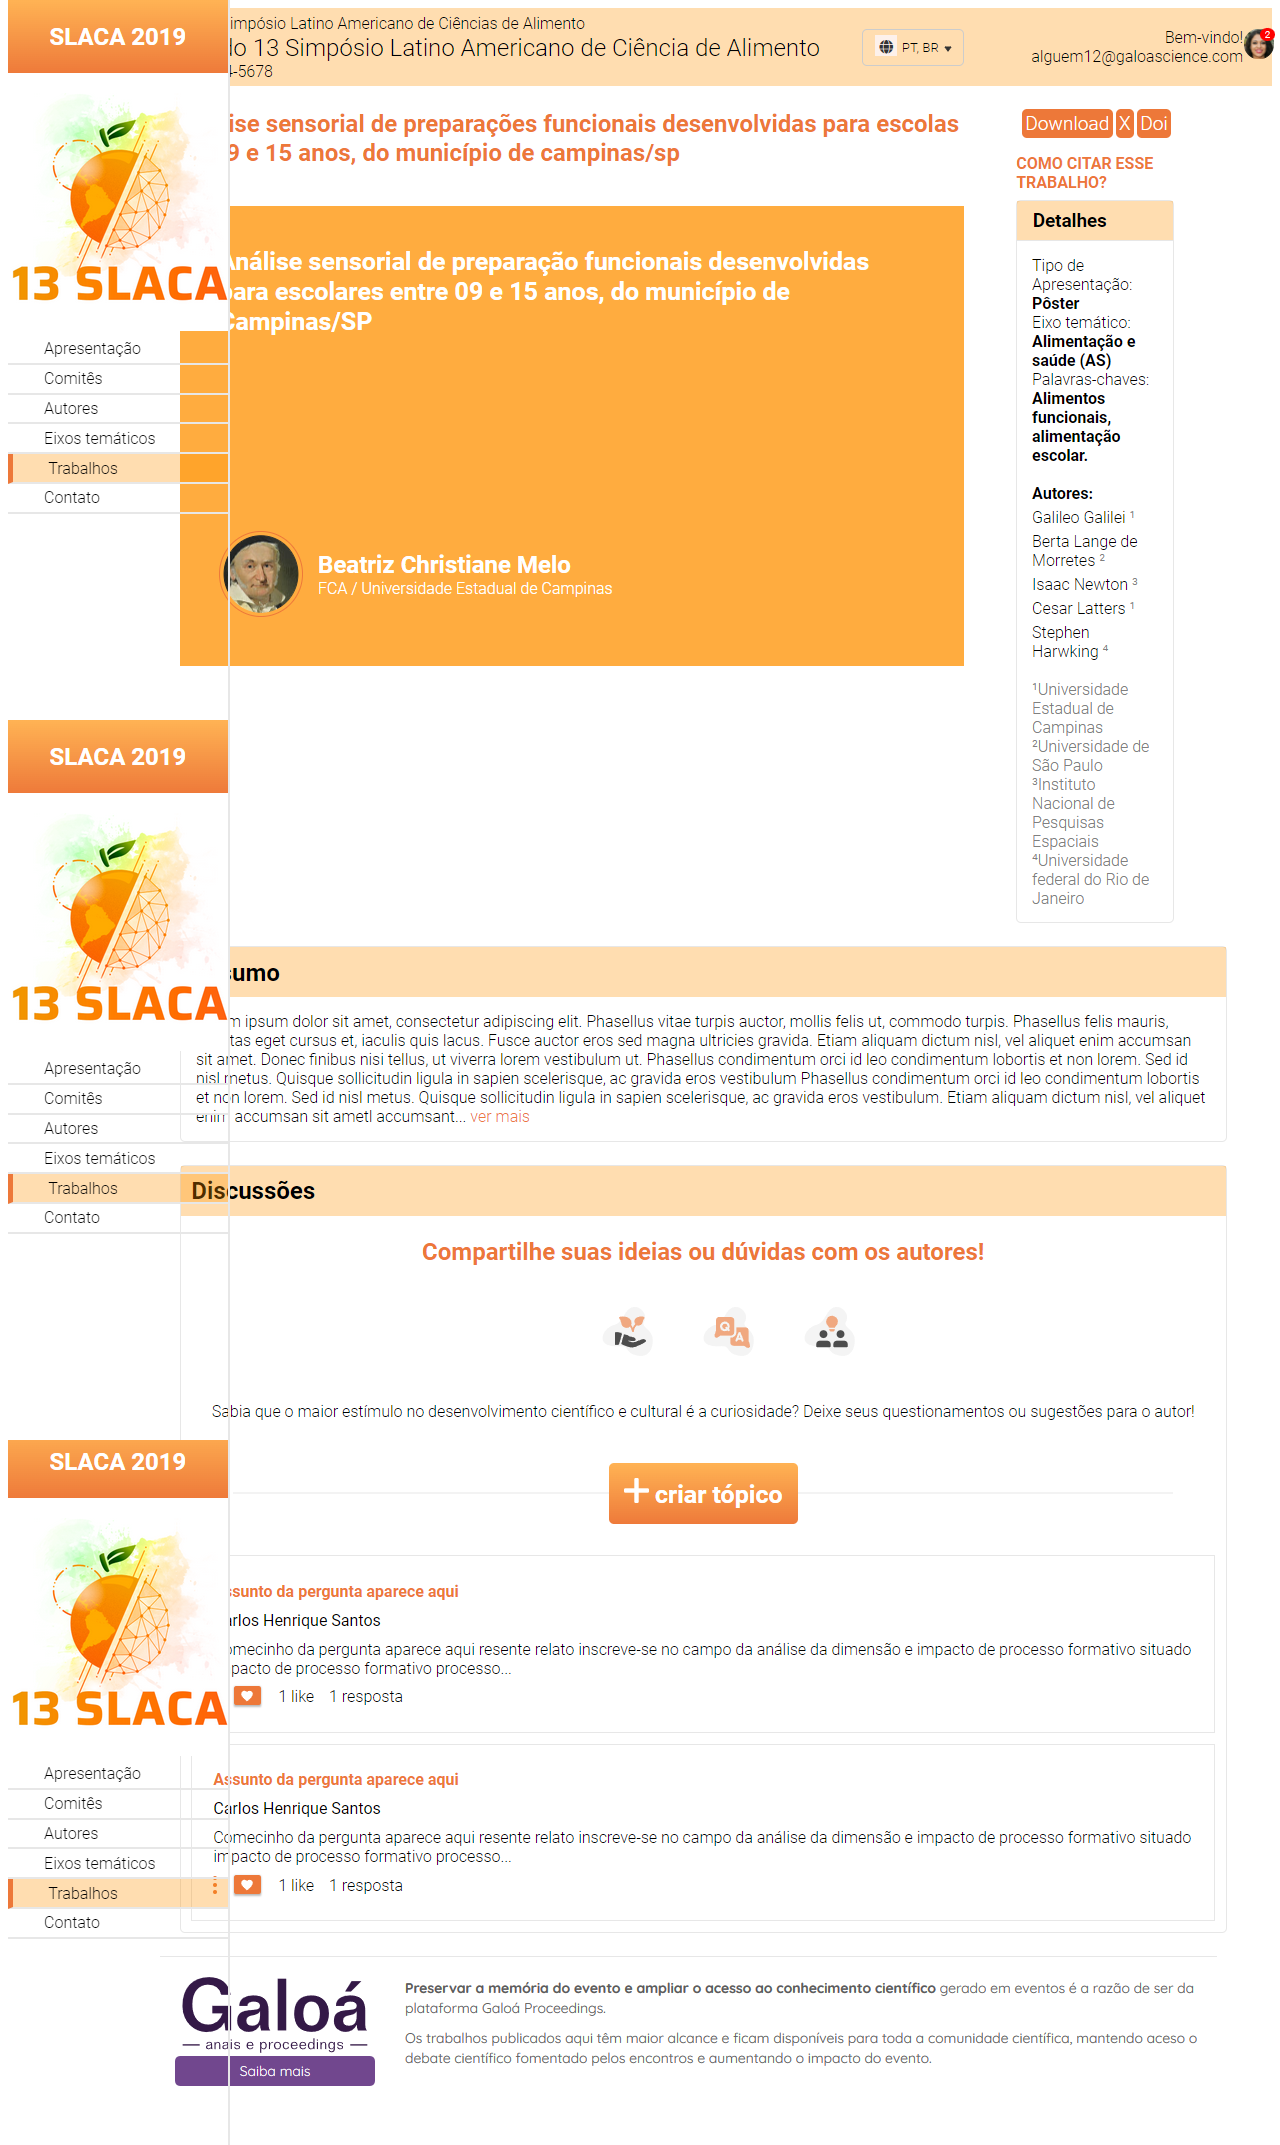 SLACA 2019
impósio Latino Americano de Ciências de Alimento
do 13 Simpósio Latino Americano de Ciência de Alimento
4-5678
PT, BR
Bem-vindo!
alguem12@galoascience.com
2
13 SLACA
Apresentação
Comitês
Autores
Eixos temáticos
Trabalhos
Contato
ise sensorial de preparações funcionais desenvolvidas para escolas
9 e 15 anos, do município de campinas/sp
Análise sensorial de preparação funcionais desenvolvidas
para escolares entre 09 e 15 anos, do município de
Campinas/SP
Beatriz Christiane Melo
FCA / Universidade Estadual de Campinas
Download X Doi
COMO CITAR ESSE
TRABALHO?
Detalhes
Tipo de
Apresentação:
Pôster
Eixo temático:
Alimentação e
saúde (AS)
Palavras-chaves:
Alimentos
funcionais,
alimentação
escolar.
Autores:
Galileo Galilei ¹
Berta Lange de
Morretes ²
Isaac Newton ³
Cesar Latters ¹
Stephen
Harwking ⁴
¹Universidade
Estadual de
Campinas
²Universidade de
São Paulo
³Instituto
Nacional de
Pesquisas
Espaciais
⁴Universidade
federal do Rio de
Janeiro
SLACA 2019
13 SLACA
Apresentação
Comitês
Autores
Eixos temáticos
Trabalhos
Contato
sumo
m ipsum dolor sit amet, consectetur adipiscing elit. Phasellus vitae turpis auctor, mollis felis ut, commodo turpis. Phasellus felis mauris,
tas eget cursus et, iaculis quis lacus. Fusce auctor eros sed magna ultricies gravida. Etiam aliquam dictum nisl, vel aliquet enim accumsan
sit amet. Donec finibus nisi tellus, ut viverra lorem vestibulum ut. Phasellus condimentum orci id leo condimentum lobortis et non lorem. Sed id
nisl metus. Quisque sollicitudin ligula in sapien scelerisque, ac gravida eros vestibulum Phasellus condimentum orci id leo condimentum lobortis
et non lorem. Sed id nisl metus. Quisque sollicitudin ligula in sapien scelerisque, ac gravida eros vestibulum. Etiam aliquam dictum nisl, vel aliquet
enim accumsan sit ametl accumsant... ver mais
Discussões
Compartilhe suas ideias ou dúvidas com os autores!
Q A
Sabia que o maior estímulo no desenvolvimento científico e cultural é a curiosidade? Deixe seus questionamentos ou sugestões para o autor!
criar tópico
SLACA 2019
13 SLACA
Apresentação
Comitês
Autores
Eixos temáticos
Trabalhos
Contato
ssunto da pergunta aparece aqui
arlos Henrique Santos
omecinho da pergunta aparece aqui resente relato inscreve-se no campo da análise da dimensão e impacto de processo formativo situado
pacto de processo formativo processo...
1 like 1 resposta
Assunto da pergunta aparece aqui
Carlos Henrique Santos
Comecinho da pergunta aparece aqui resente relato inscreve-se no campo da análise da dimensão e impacto de processo formativo situado
impacto de processo formativo processo...
1 like 1 resposta
Galoá
anais e proceedings
Saiba mais
Preservar a memória do evento e ampliar o acesso ao conhecimento científico gerado em eventos é a razão de ser da
plataforma Galoá Proceedings.
Os trabalhos publicados aqui têm maior alcance e ficam disponíveis para toda a comunidade científica, mantendo aceso o
debate científico fomentado pelos encontros e aumentando o impacto do evento.